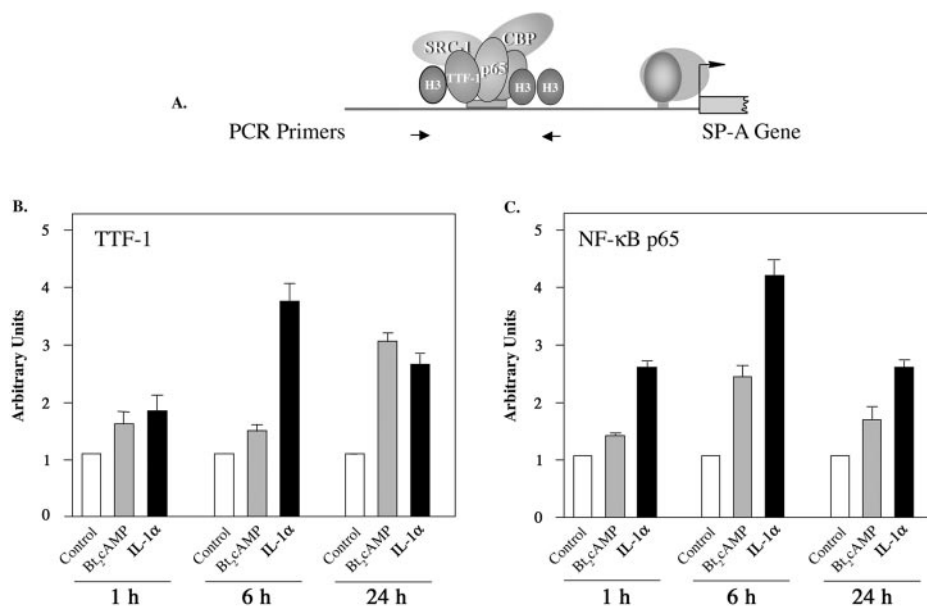 A.
SRC-1
CBP
TTF-1
p65
H3
H3
H3
PCR Primers
SP-A Gene
B.
TTF-1
Arbitrary Units
5
4
3
2
1
0
Control
Bt₂cAMP
IL-1α
Control
Bt₂cAMP
IL-1α
Control
Bt₂cAMP
IL-1α
1 h
6 h
24 h
C.
NF-κB p65
Arbitrary Units
5
4
3
2
1
0
Control
Bt₂cAMP
IL-1α
Control
Bt₂cAMP
IL-1α
Control
Bt₂cAMP
IL-1α
1 h
6 h
24 h